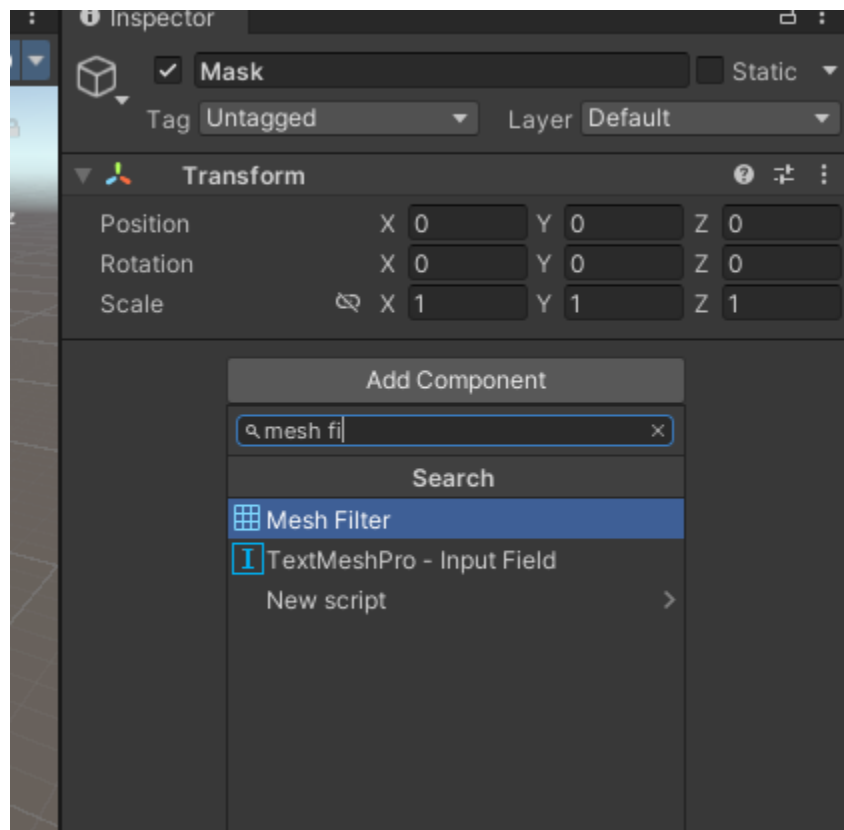 Inspector
Mask Static
Tag Untagged Layer Default
Transform
Position X 0 Y 0 Z 0
Rotation X 0 Y 0 Z 0
Scale X 1 Y 1 Z 1
Add Component
mesh fi
Search
Mesh Filter
I TextMeshPro - Input Field
New script